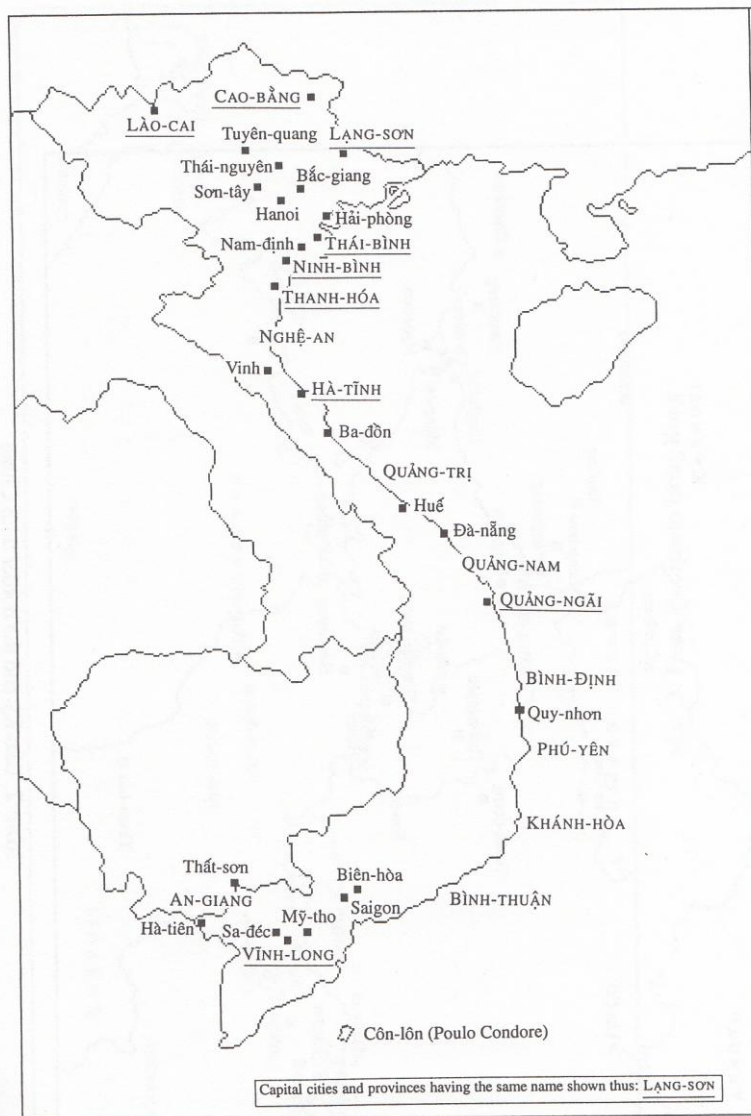 CAO-BẰNG
LÀO-CAI
Tuyên-quang
LẠNG-SƠN
Thái-nguyên
Bắc-giang
Sơn-tây
Hanoi
Hải-phòng
Nam-định
THÁI-BÌNH
NINH-BÌNH
THANH-HÓA
NGHỆ-AN
Vinh
HÀ-TĨNH
Ba-đồn
QUẢNG-TRỊ
Huế
Đà-nẵng
QUẢNG-NAM
QUẢNG-NGÃI
BÌNH-ĐỊNH
Quy-nhơn
PHÚ-YÊN
KHÁNH-HÒA
Thất-sơn
Biên-hòa
AN-GIANG
BÌNH-THUẬN
Saigon
Mỹ-tho
Hà-tiên
Sa-đéc
VĨNH-LONG
Côn-lôn (Poulo Condore)
Capital cities and provinces having the same name shown thus: LẠNG-SƠN